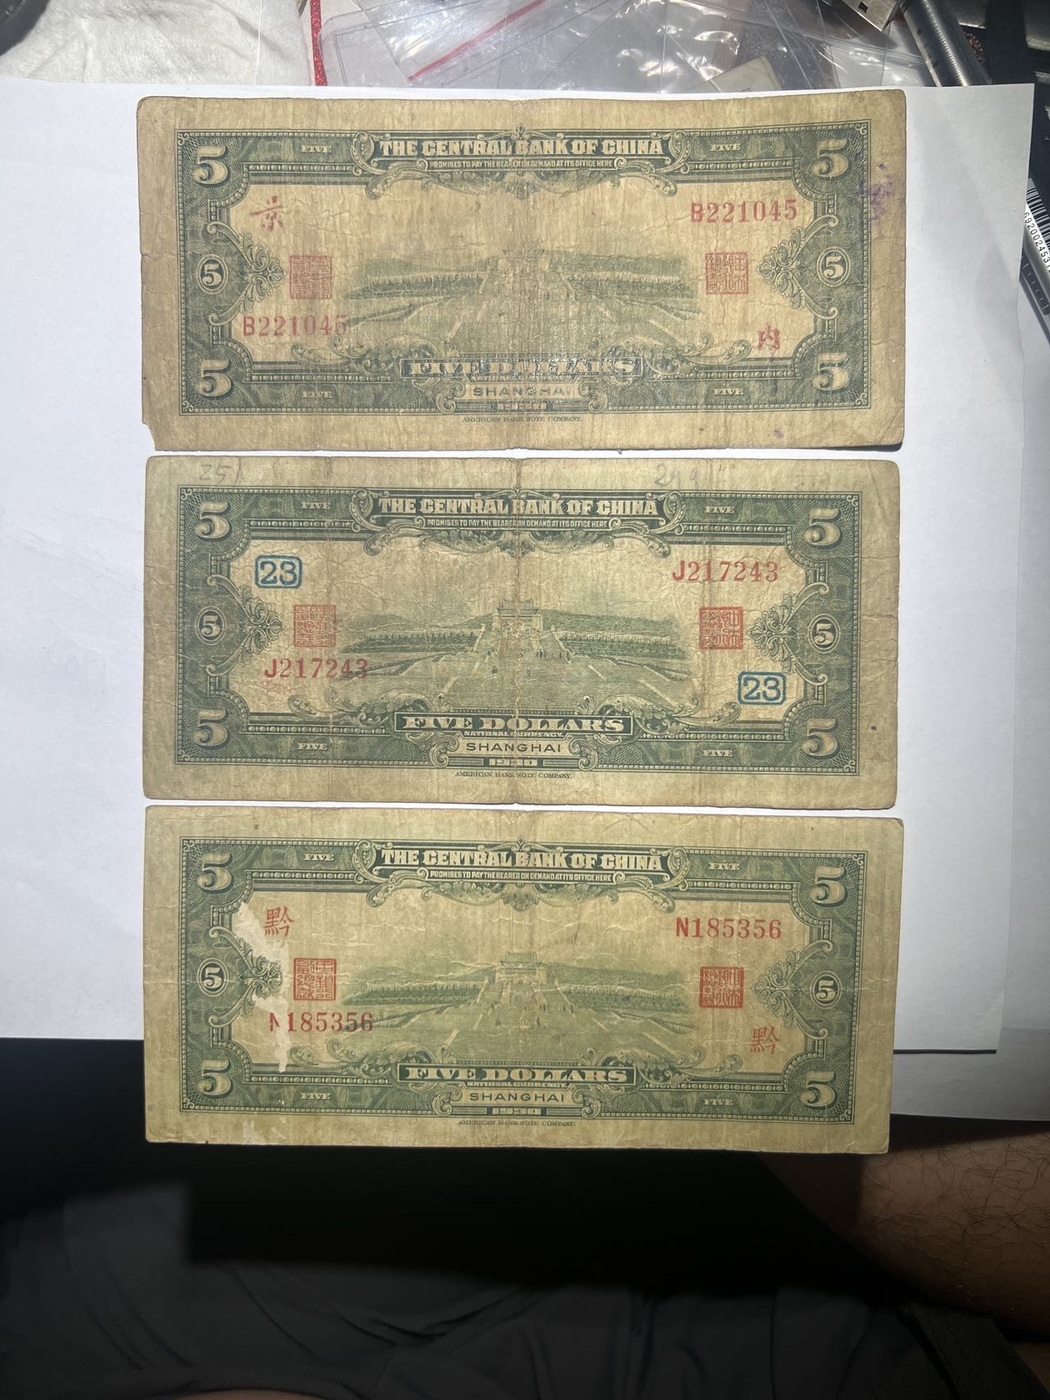 FIVE
THE CENTRAL BANK OF CHINA
FIVE
5
5
PROMISES TO PAY THE BEARER ON DEMAND AT ITS OFFICE HERE
B221045
5
5
B221045
内
5
FIVE DOLLARS
5
FIVE
SHANGHAI
FIVE
1930
AMERICAN BANK NOTE COMPANY.
FIVE
THE CENTRAL BANK OF CHINA
FIVE
5
5
PROMISES TO PAY THE BEARER ON DEMAND AT ITS OFFICE HERE
23
J217243
5
5
J217243
23
5
FIVE DOLLARS
5
NATIONAL CURRENCY
FIVE
SHANGHAI
FIVE
1930
AMERICAN BANK NOTE COMPANY.
FIVE
THE CENTRAL BANK OF CHINA
FIVE
5
5
PROMISES TO PAY THE BEARER ON DEMAND AT ITS OFFICE HERE
黔
N185356
5
5
N185356
黔
5
FIVE DOLLARS
5
FIVE
SHANGHAI
FIVE
1930
AMERICAN BANK NOTE COMPANY.